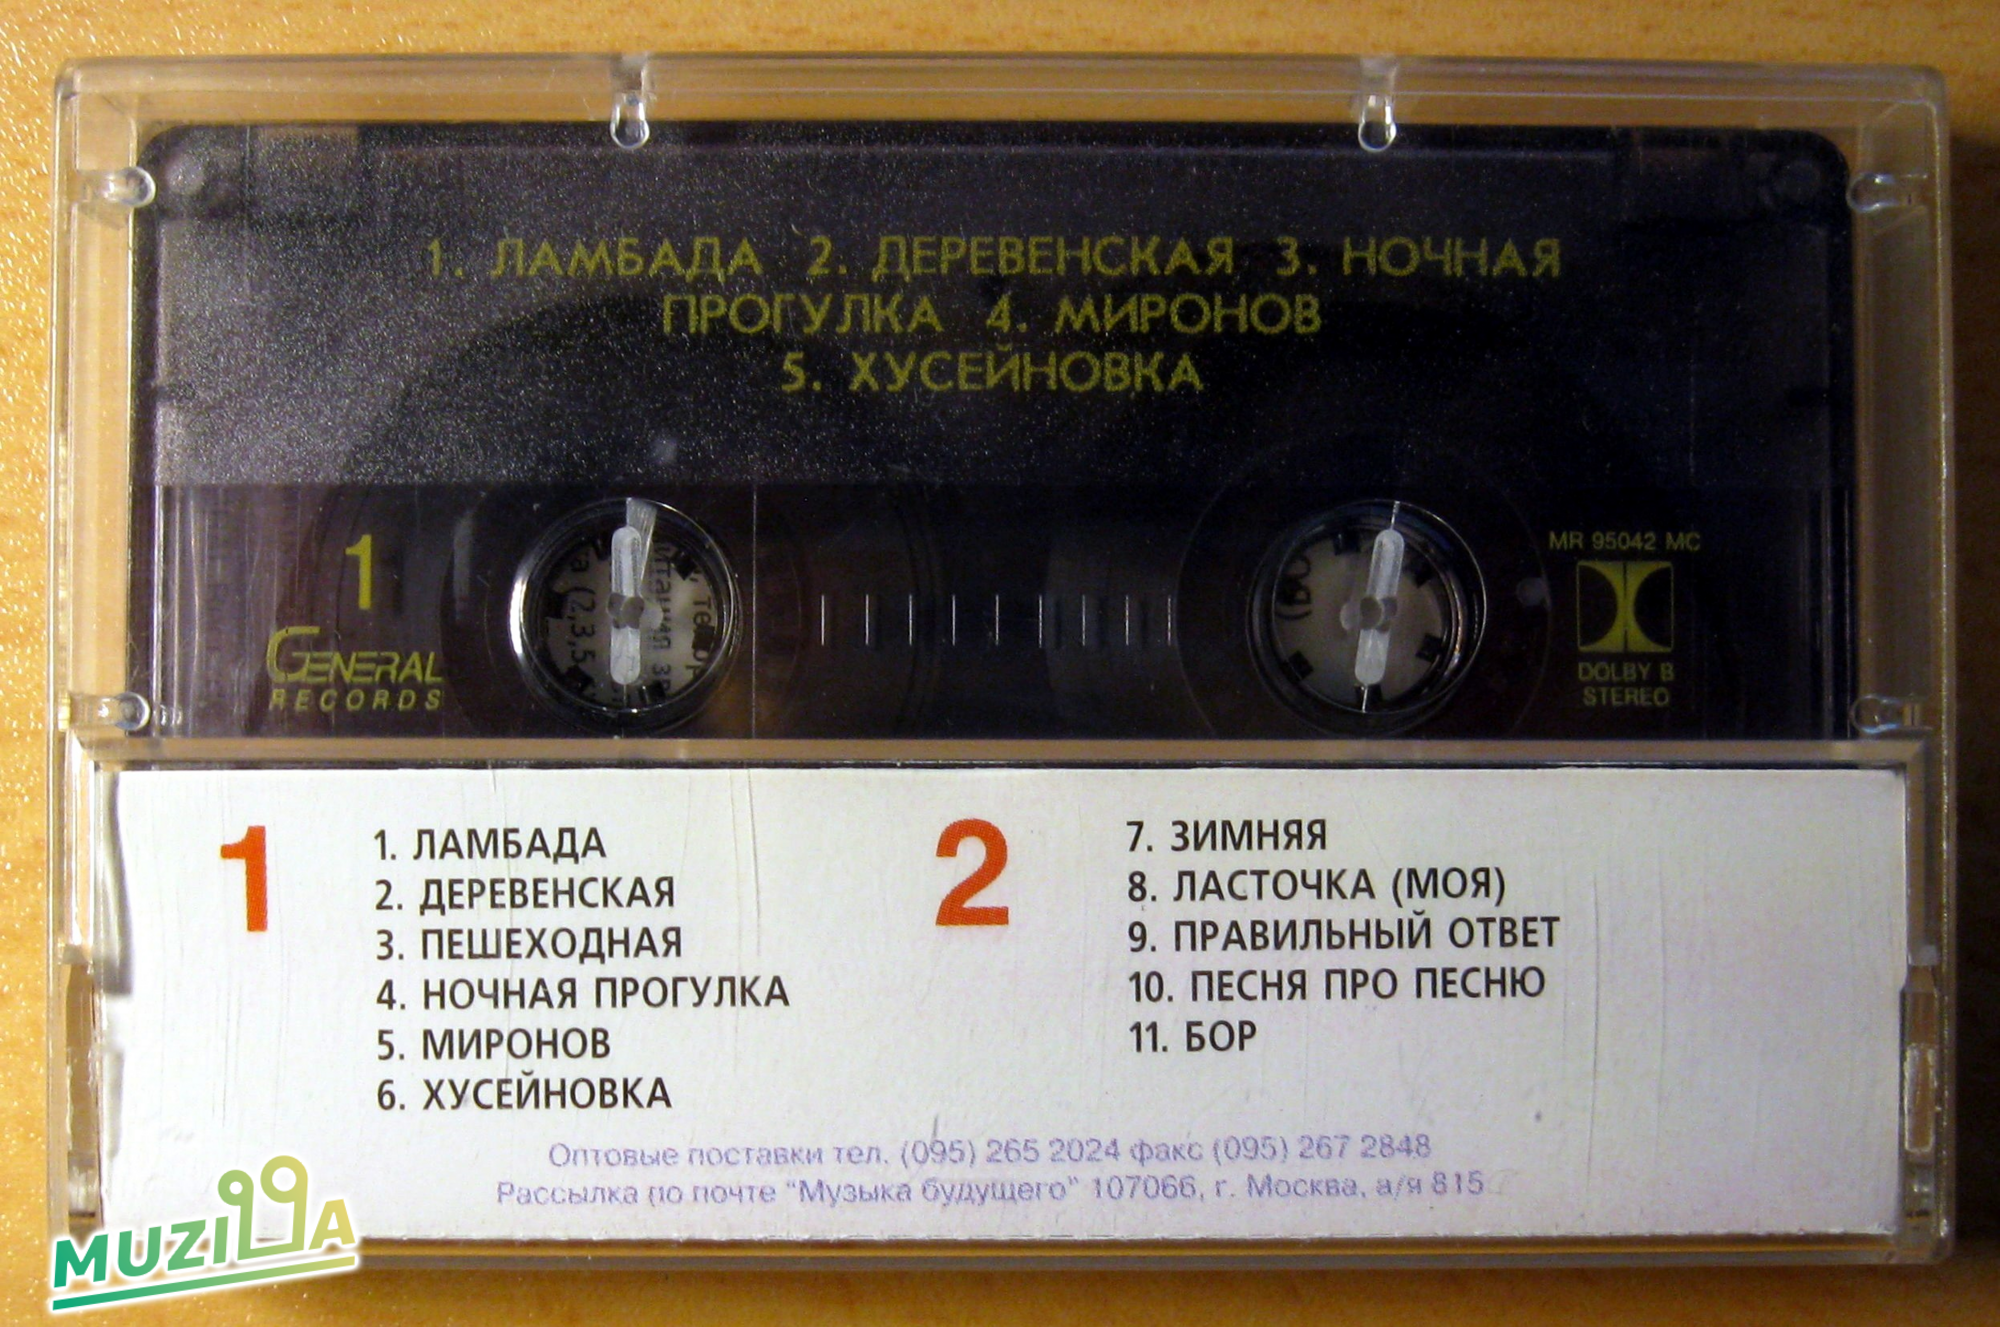 1. ЛАМБАДА 2. ДЕРЕВЕНСКАЯ 3. НОЧНАЯ
ПРОГУЛКА 4. МИРОНОВ
5. ХУСЕЙНОВКА
1
GENERAL
RECORDS
MR 95042 MC
DOLBY B
STEREO
1
1. ЛАМБАДА
2. ДЕРЕВЕНСКАЯ
3. ПЕШЕХОДНАЯ
4. НОЧНАЯ ПРОГУЛКА
5. МИРОНОВ
6. ХУСЕЙНОВКА
2
7. ЗИМНЯЯ
8. ЛАСТОЧКА (МОЯ)
9. ПРАВИЛЬНЫЙ ОТВЕТ
10. ПЕСНЯ ПРО ПЕСНЮ
11. БОР
Оптовые поставки тел. (095) 265 2024 факс (095) 267 2848
Рассылка по почте "Музыка будущего" 107066, г. Москва, а/я 815
MUZILLA